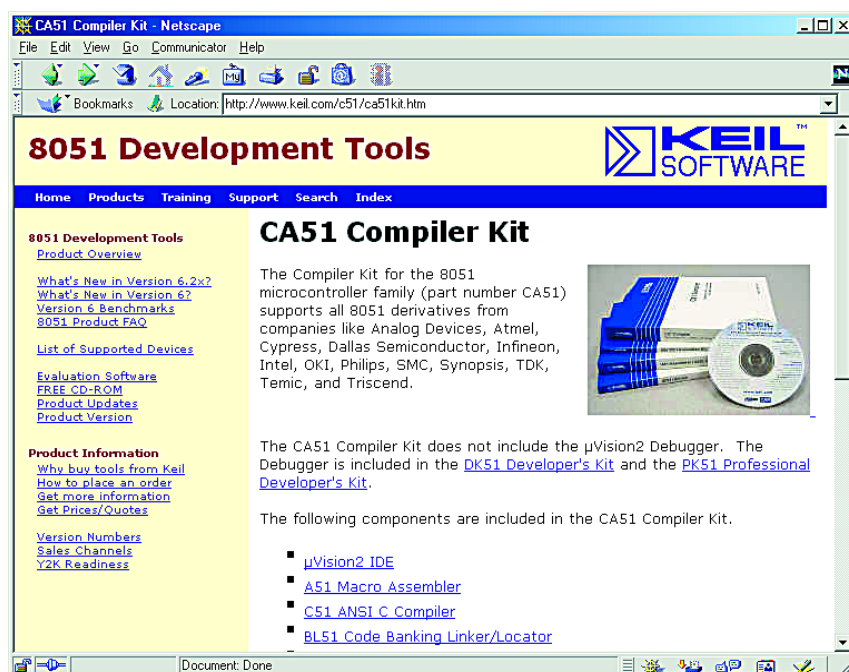 CA51 Compiler Kit - Netscape
File Edit View Go Communicator Help
My
N
Bookmarks Location: http://www.keil.com/c51/ca51kit.htm
8051 Development Tools
KEIL™
SOFTWARE
Home Products Training Support Search Index
8051 Development Tools
Product Overview
What's New in Version 6.2x?
What's New in Version 6?
Version 6 Benchmarks
8051 Product FAQ
List of Supported Devices
Evaluation Software
FREE CD-ROM
Product Updates
Product Version
Product Information
Why buy tools from Keil
How to place an order
Get more information
Get Prices/Quotes
Version Numbers
Sales Channels
Y2K Readiness
CA51 Compiler Kit
The Compiler Kit for the 8051
microcontroller family (part number CA51)
supports all 8051 derivatives from
companies like Analog Devices, Atmel,
Cypress, Dallas Semiconductor, Infineon,
Intel, OKI, Philips, SMC, Synopsis, TDK,
Temic, and Triscend.
KEIL
SOFTWARE
The CA51 Compiler Kit does not include the µVision2 Debugger. The
Debugger is included in the DK51 Developer's Kit and the PK51 Professional
Developer's Kit.
The following components are included in the CA51 Compiler Kit.
µVision2 IDE
A51 Macro Assembler
C51 ANSI C Compiler
BL51 Code Banking Linker/Locator
Document: Done